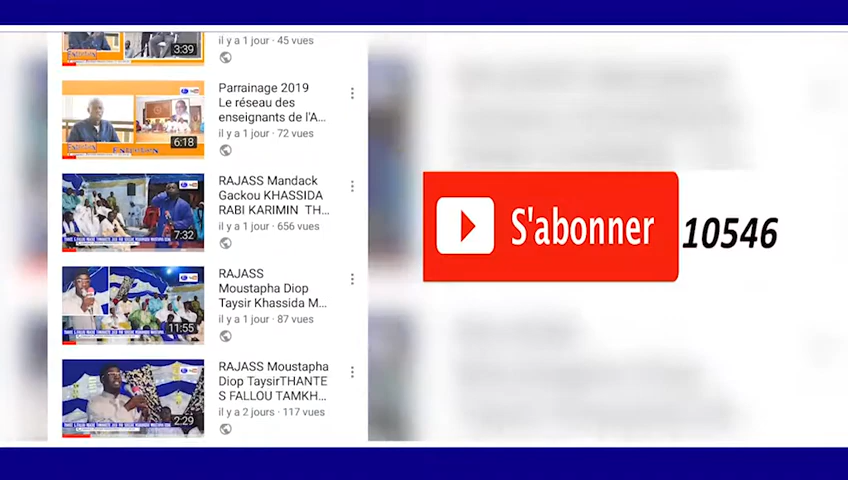 3:39
il y a 1 jour · 45 vues
Parrainage 2019
Le réseau des
enseignants de l'A...
il y a 1 jour · 72 vues
6:18
RAJASS Mandack
Gackou KHASSIDA
RABI KARIMIN TH...
il y a 1 jour · 656 vues
7:32
RAJASS
Moustapha Diop
Taysir Khassida M...
il y a 1 jour · 87 vues
11:55
RAJASS Moustapha
Diop TaysirTHANTE
S FALLOU TAMKH...
il y a 2 jours · 117 vues
2:29
S'abonner
10546